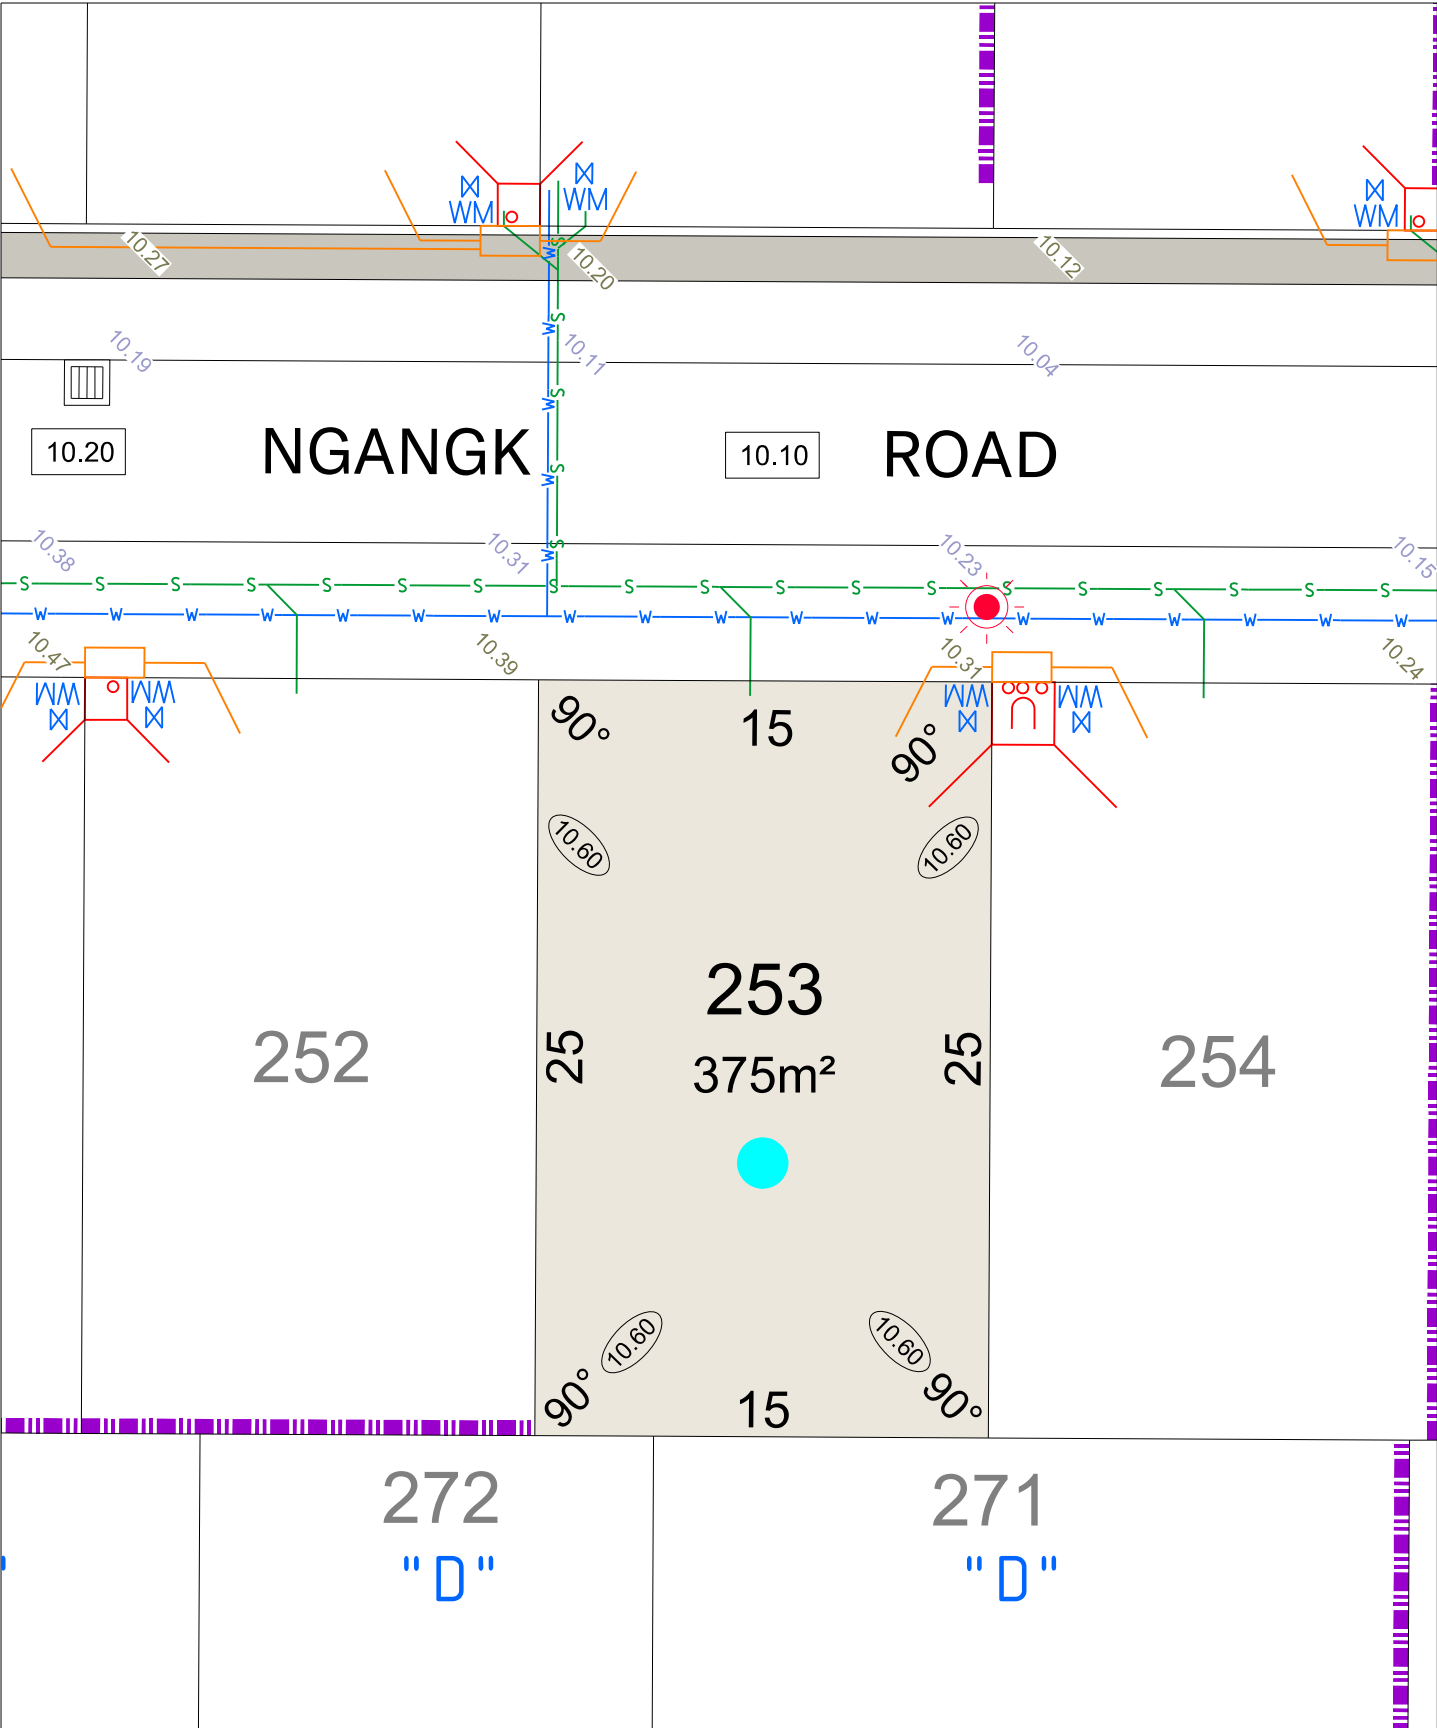 WM
WM
WM
10.27
10.20
10.12
S
W
10.19
10.11
10.04
W
S
W
S
10.20
NGANGK
10.10
ROAD
W
S
W
S
10.38
10.31
10.23
10.15
S S S S S S S S S S S S S S S S S S S
W W W W W W W W W W W W W W W W W W W
10.47
10.39
10.31
10.24
WM
WM
WM
WM
90°
15
90°
10.60
10.60
253
252
25
375m²
25
254
10.60
10.60
90°
15
90°
272
271
"D"
"D"
"